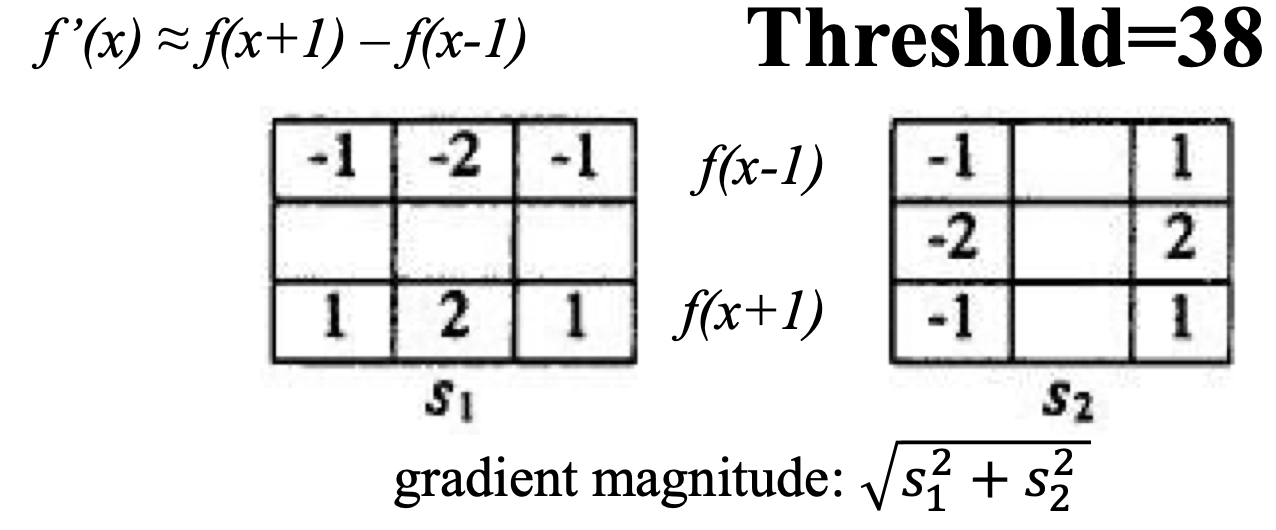 f’(x) ≈ f(x+1) – f(x-1)
Threshold=38
-1 -2 -1
1 2 1
s₁
f(x-1)
f(x+1)
-1 1
-2 2
-1 1
s₂
gradient magnitude: √(s₁² + s₂²)